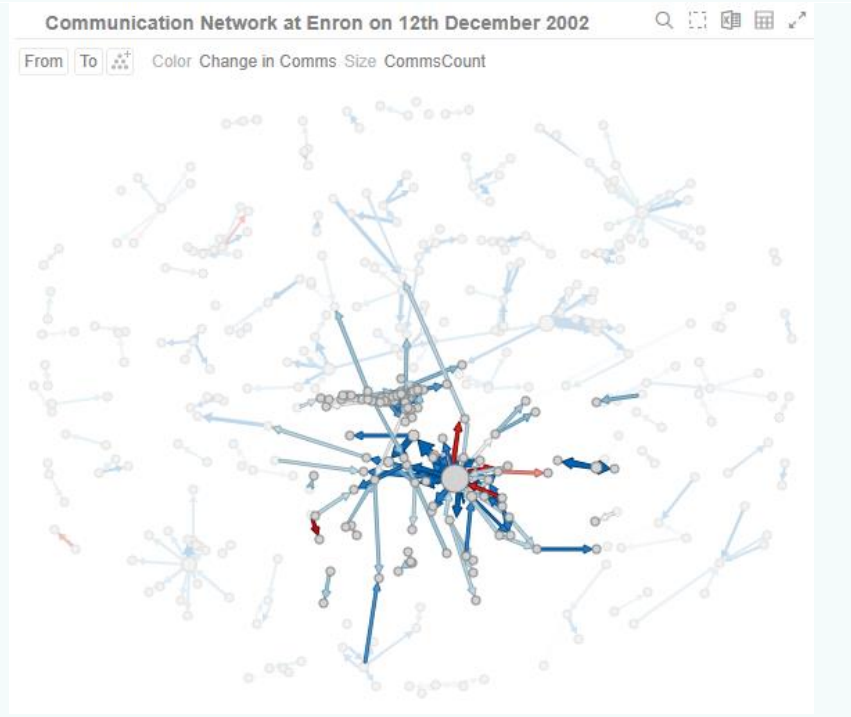 Communication Network at Enron on 12th December 2002
From To Color Change in Comms Size CommsCount